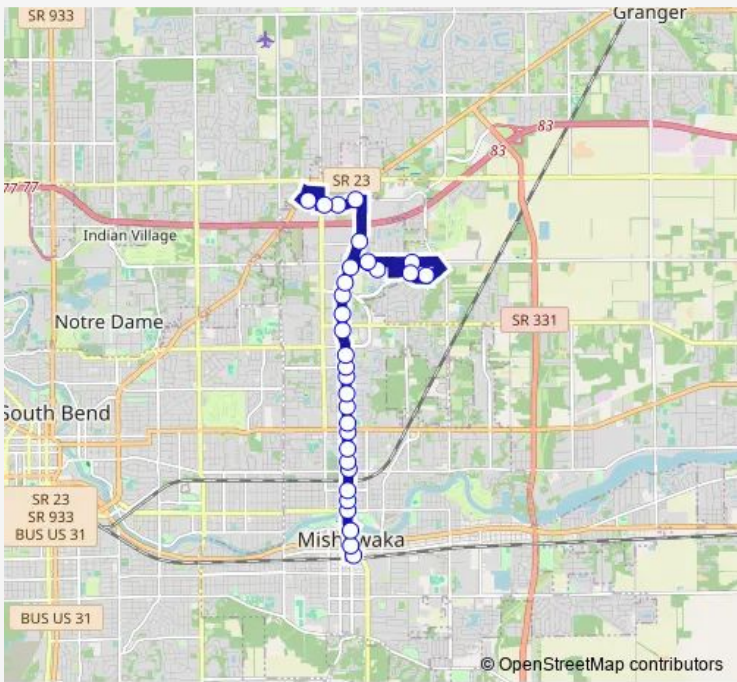 SR 933
Granger
83
83
77 77
SR 23
Indian Village
Notre Dame
SR 331
South Bend
SR 23
SR 933
BUS US 31
Mishawaka
BUS US 31
© OpenStreetMap contributors